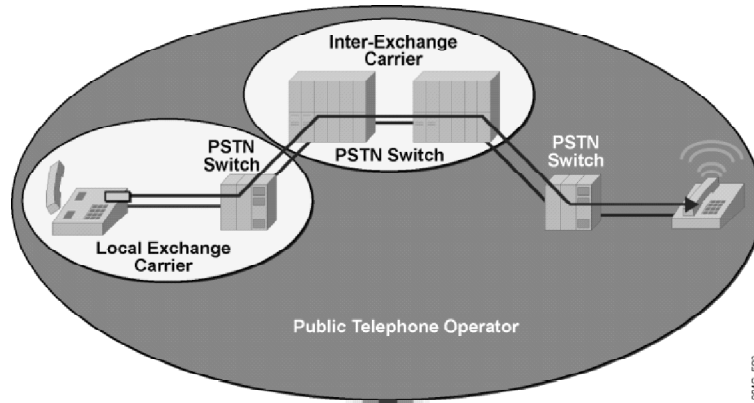 Inter-Exchange
Carrier
PSTN
Switch
PSTN Switch
PSTN
Switch
Local Exchange
Carrier
Public Telephone Operator